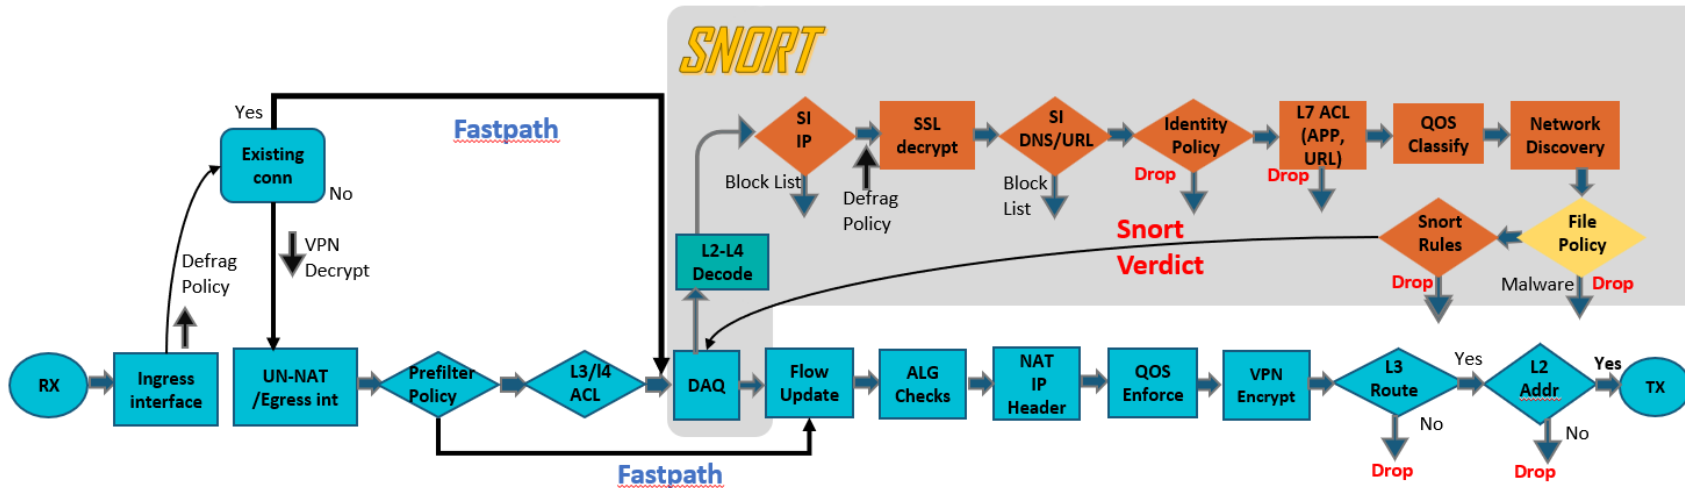 SNORT
Yes
Fastpath
Existing
conn
No
VPN
Decrypt
Defrag
Policy
SI
IP
Block List
SSL
decrypt
Defrag
Policy
SI
DNS/URL
Block
List
Identity
Policy
Drop
L7 ACL
(APP,
URL)
Drop
QOS
Classify
Network
Discovery
File
Policy
Malware
Drop
Snort
Rules
Drop
Snort
Verdict
L2-L4
Decode
RX
Ingress
interface
UN-NAT
/Egress int
Prefilter
Policy
L3/l4
ACL
DAQ
Flow
Update
ALG
Checks
NAT
IP
Header
QOS
Enforce
VPN
Encrypt
L3
Route
Yes
No
Drop
L2
Addr
Yes
No
Drop
TX
Fastpath